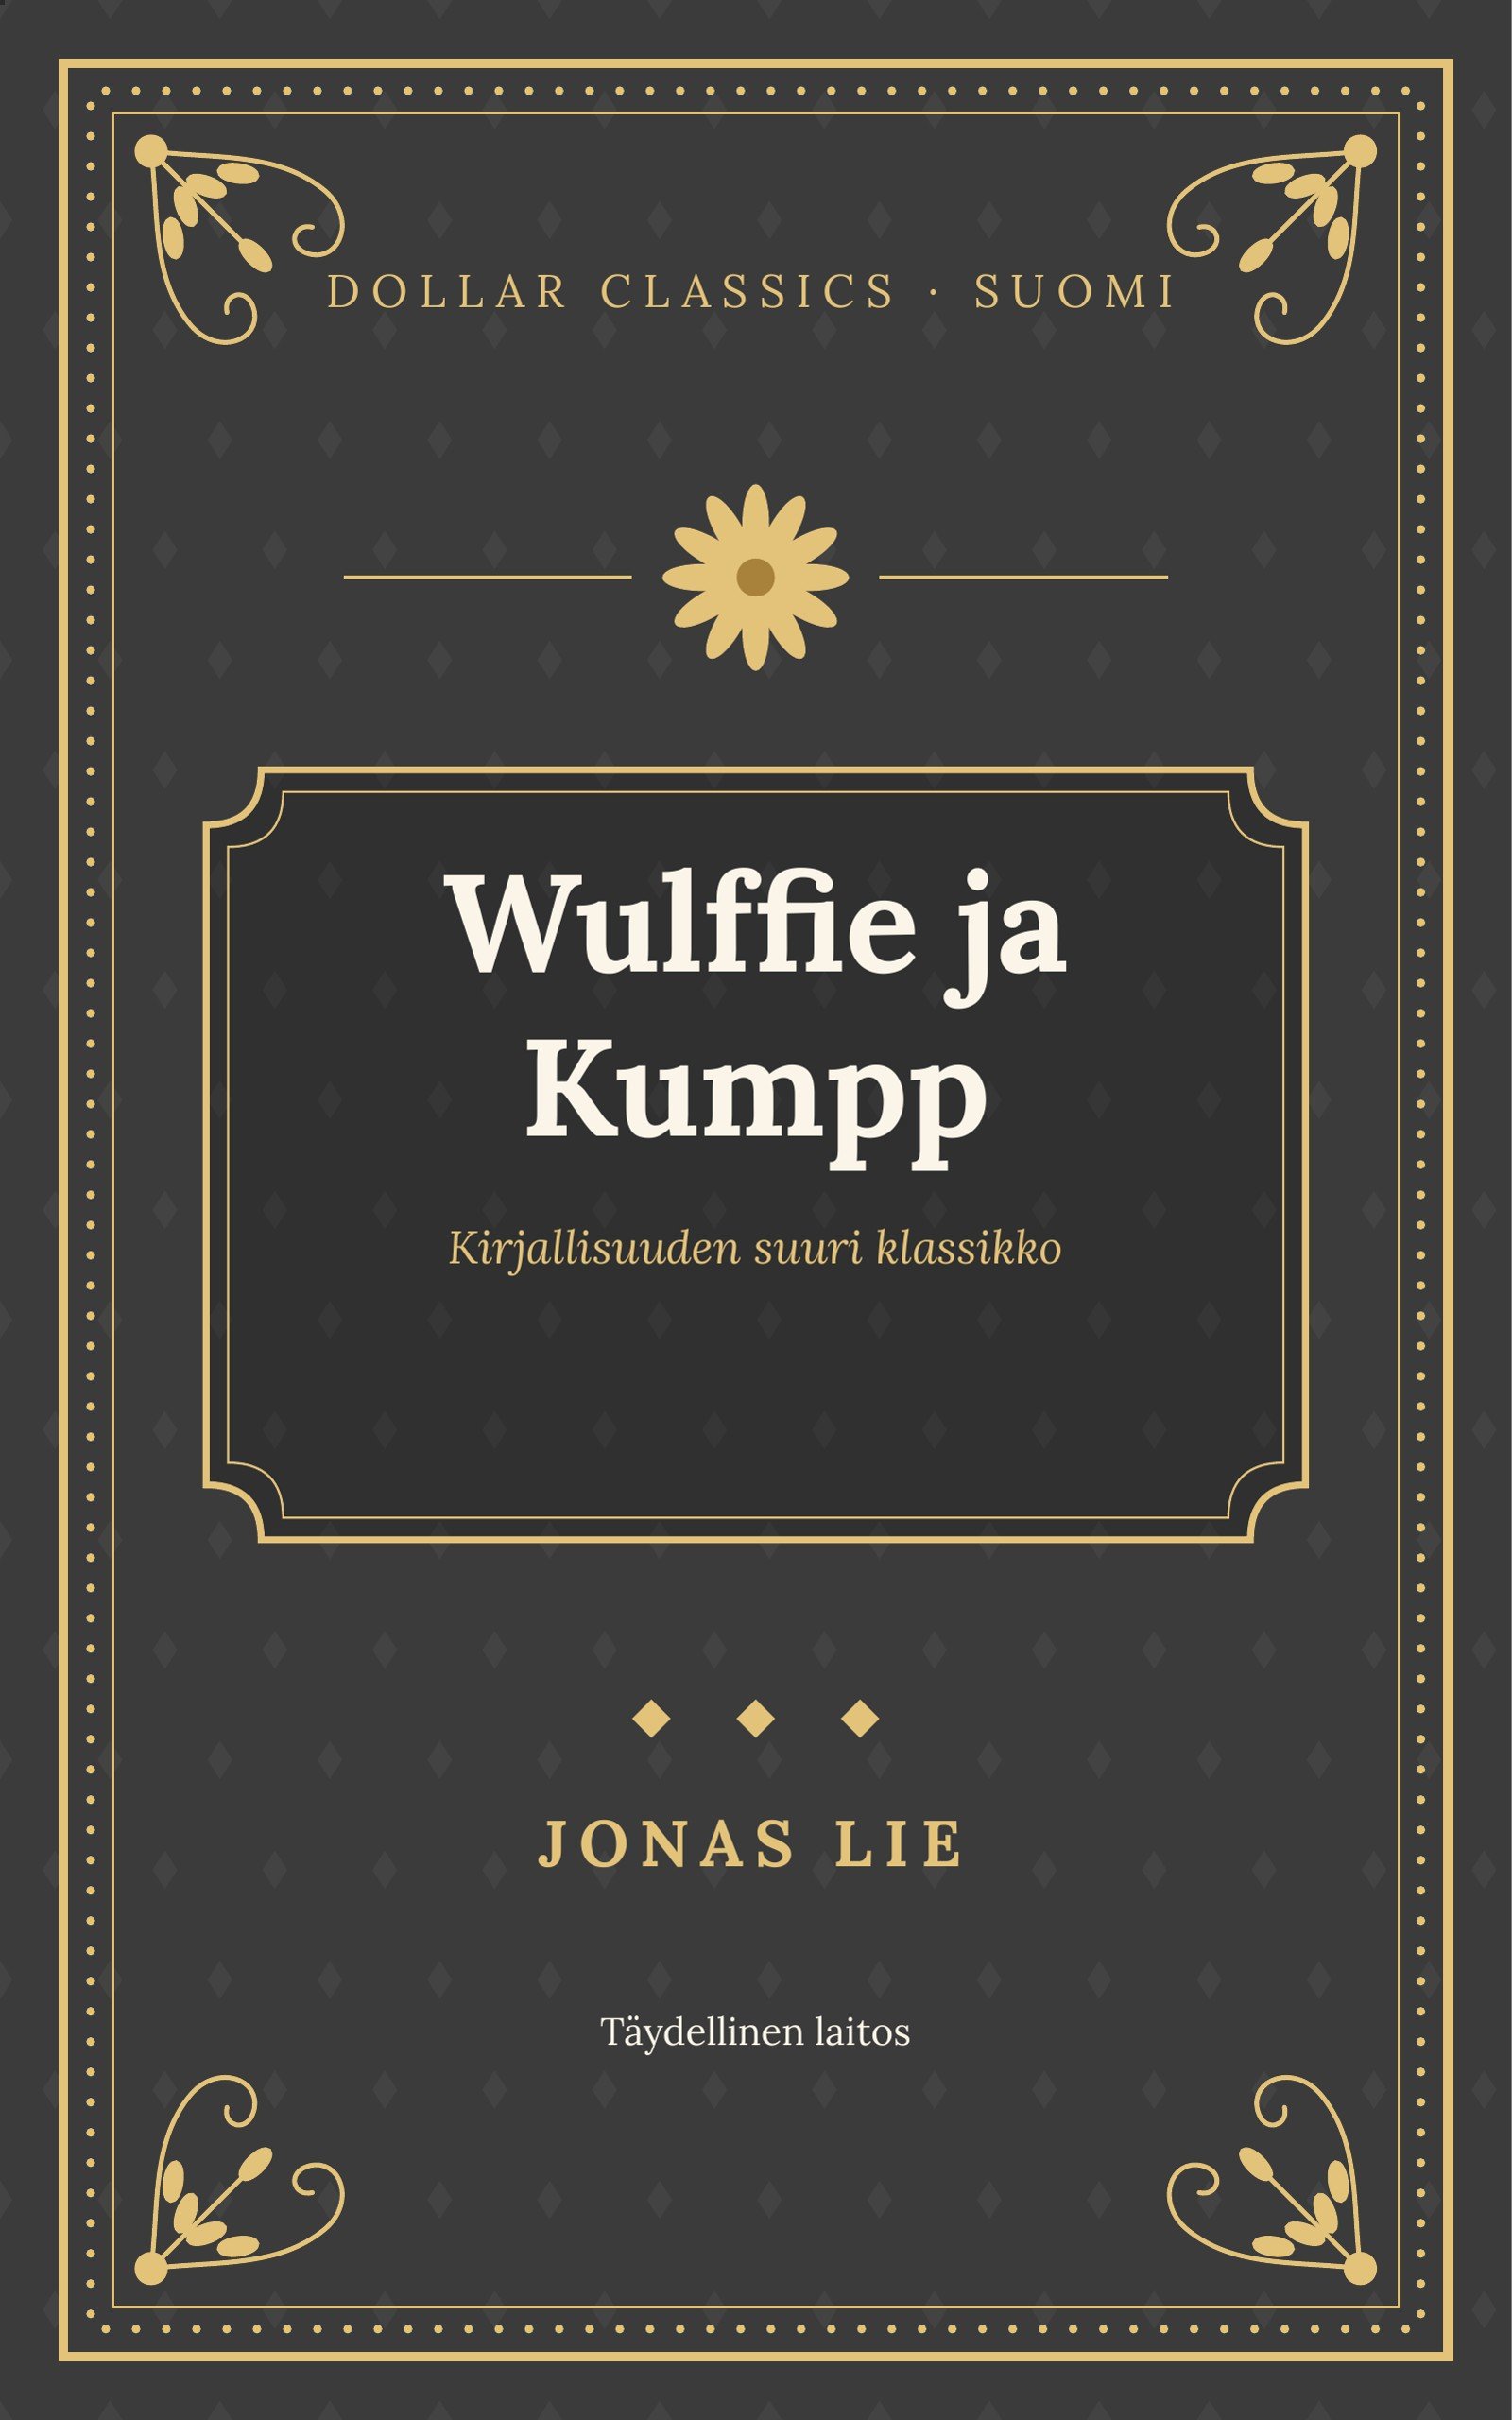 DOLLAR CLASSICS · SUOMI
Wulffie ja
Kumpp
Kirjallisuuden suuri klassikko
JONAS LIE
Täydellinen laitos